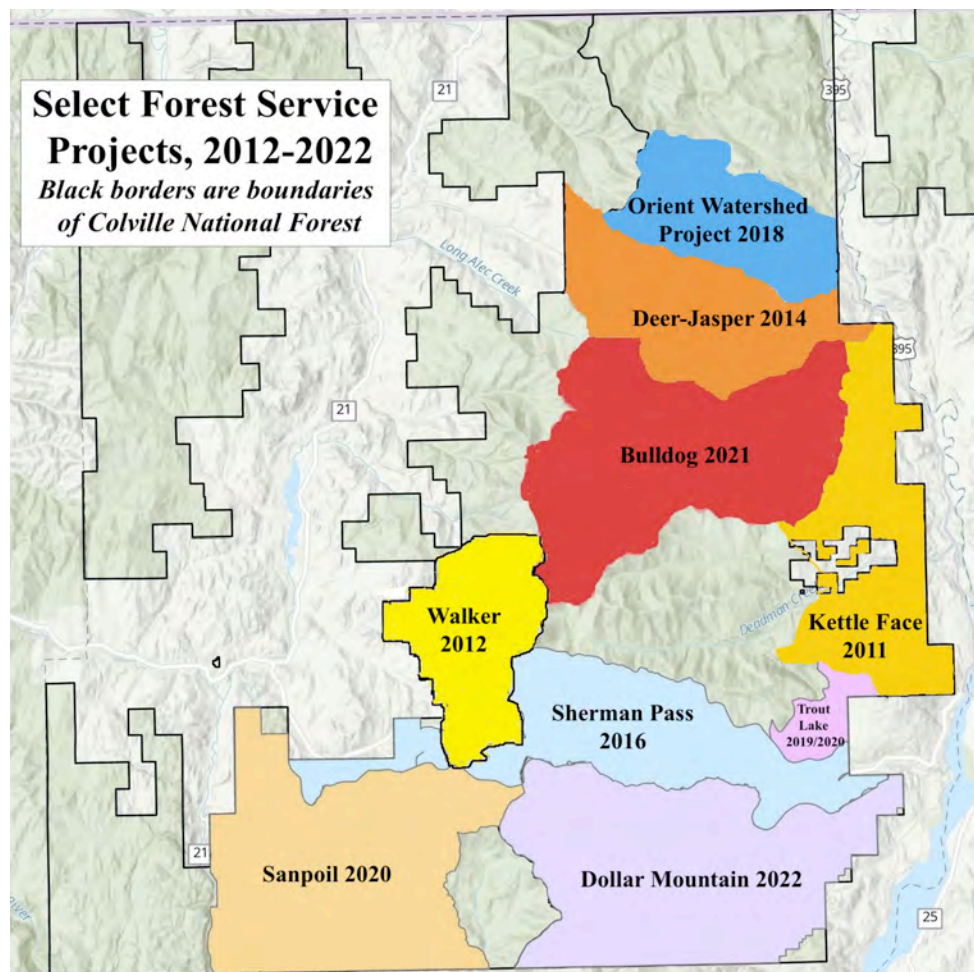 Select Forest Service
Projects, 2012-2022
Black borders are boundaries
of Colville National Forest
21
395
Orient Watershed
Project 2018
Long Alec Creek
Deer-Jasper 2014
395
21
Bulldog 2021
Deadman Creek
Walker
2012
Kettle Face
2011
Sherman Pass
2016
Trout
Lake
2019/2020
21
Sanpoil 2020
Dollar Mountain 2022
25